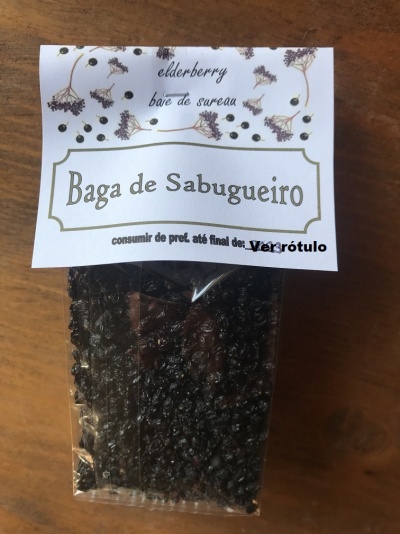 elderberry
baie de sureau
Baga de Sabugueiro
consumir de pref. até final de: Ver rótulo